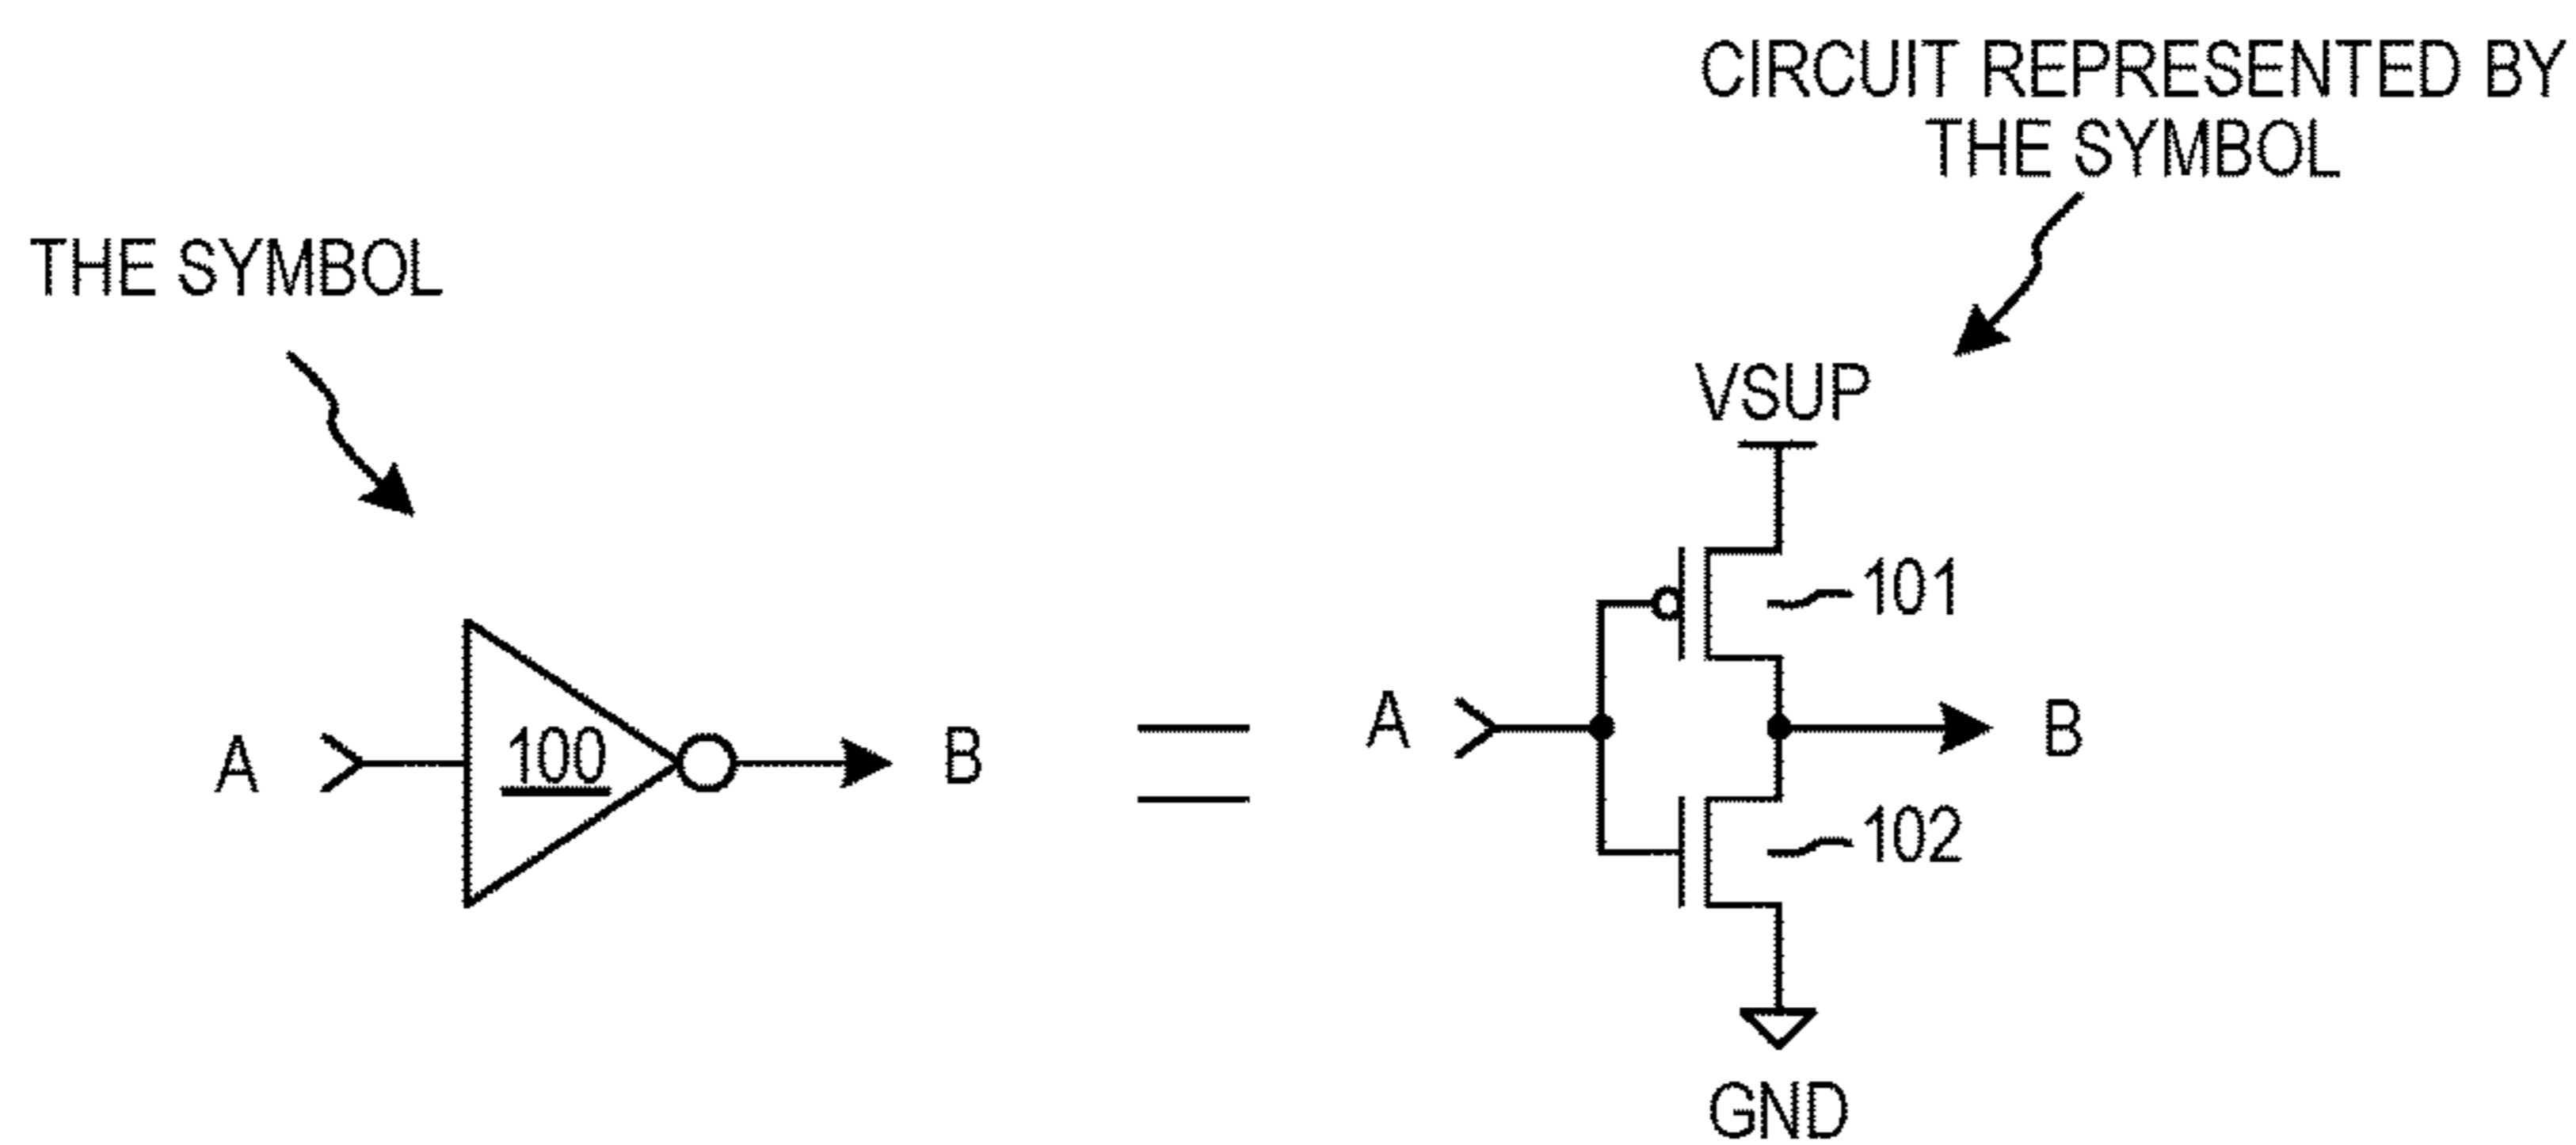 CIRCUIT REPRESENTED BY
THE SYMBOL
THE SYMBOL
VSUP
101
A
100
B
=
A
B
102
GND